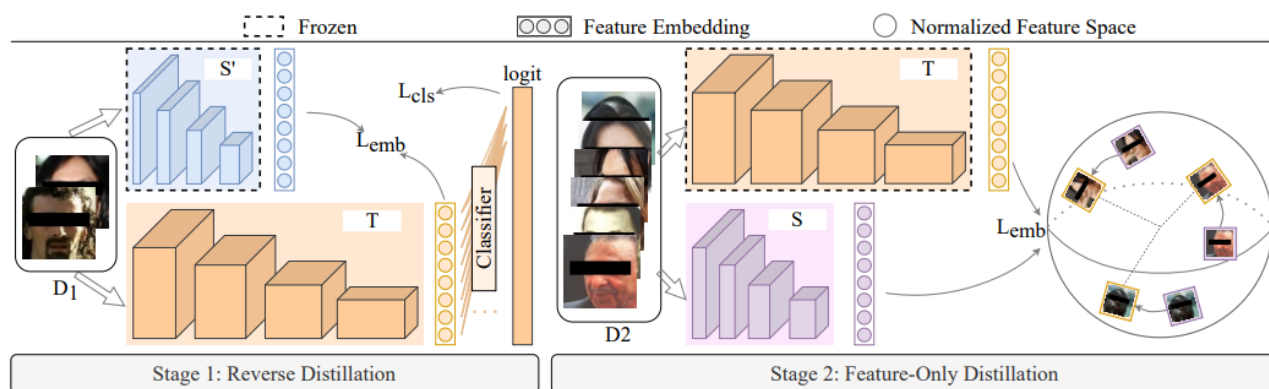 Frozen
Feature Embedding
Normalized Feature Space
S'
T
logit
Lcls
Lemb
T
Classifier
D1
S
Lemb
D2
Stage 1: Reverse Distillation
Stage 2: Feature-Only Distillation